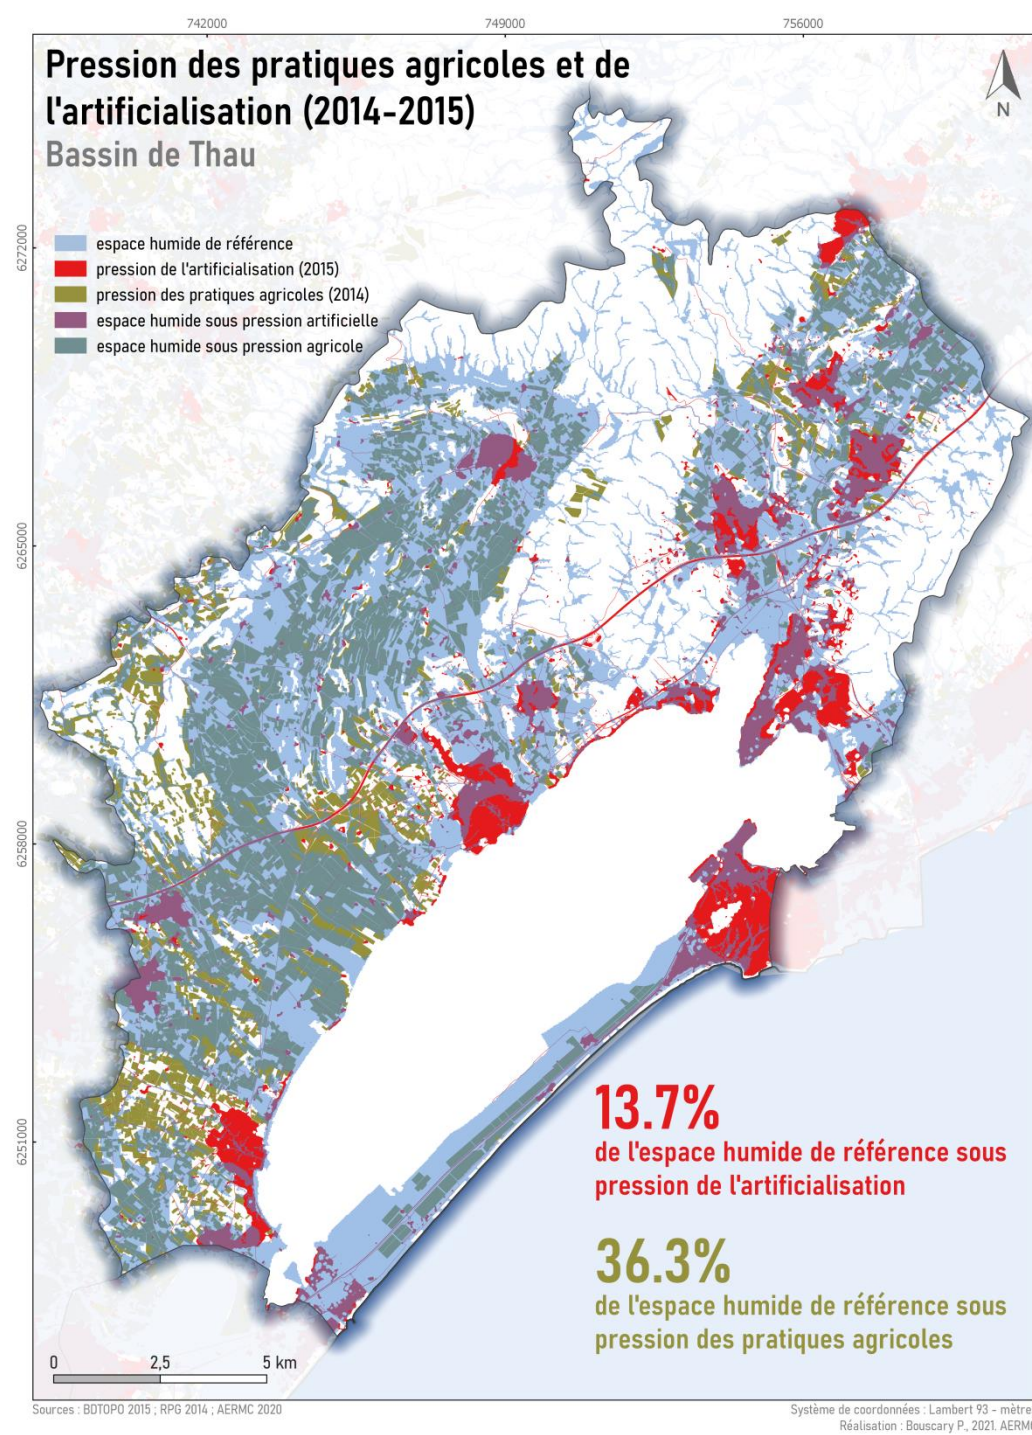 742000
749000
756000
Pression des pratiques agricoles et de
l'artificialisation (2014-2015)
Bassin de Thau
N
espace humide de référence
pression de l'artificialisation (2015)
pression des pratiques agricoles (2014)
espace humide sous pression artificielle
espace humide sous pression agricole
6272000
6265000
6258000
6251000
13.7%
de l'espace humide de référence sous
pression de l'artificialisation
36.3%
de l'espace humide de référence sous
pression des pratiques agricoles
0 2,5 5 km
Sources : BDTOPO 2015 ; RPG 2014 ; AERMC 2020
Système de coordonnées : Lambert 93 - mètre
Réalisation : Bouscary P., 2021. AERM